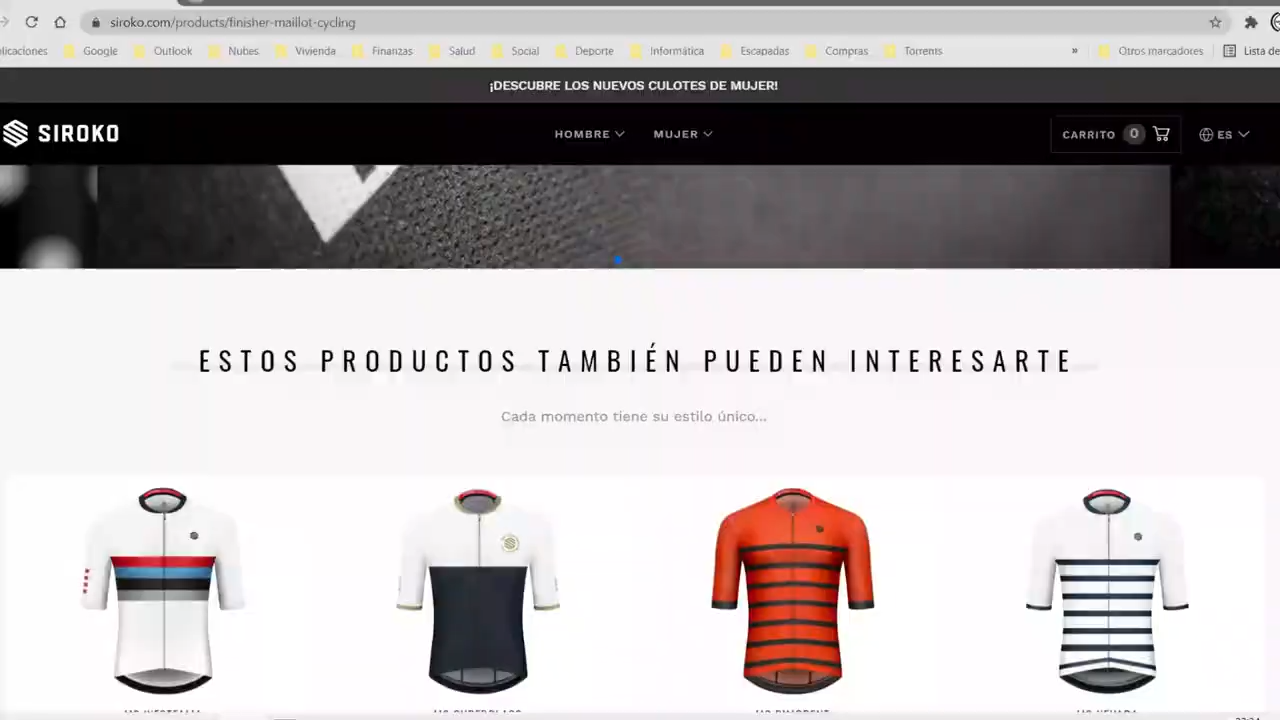 siroko.com/products/finisher-maillot-cycling
licaciones Google Outlook Nubes Vivienda Finanzas Salud Social Deporte Informática Escapadas Compras Torrents » Otros marcadores Lista de
¡DESCUBRE LOS NUEVOS CULOTES DE MUJER!
SIROKO HOMBRE MUJER CARRITO 0 ES
ESTOS PRODUCTOS TAMBIÉN PUEDEN INTERESARTE
Cada momento tiene su estilo único...